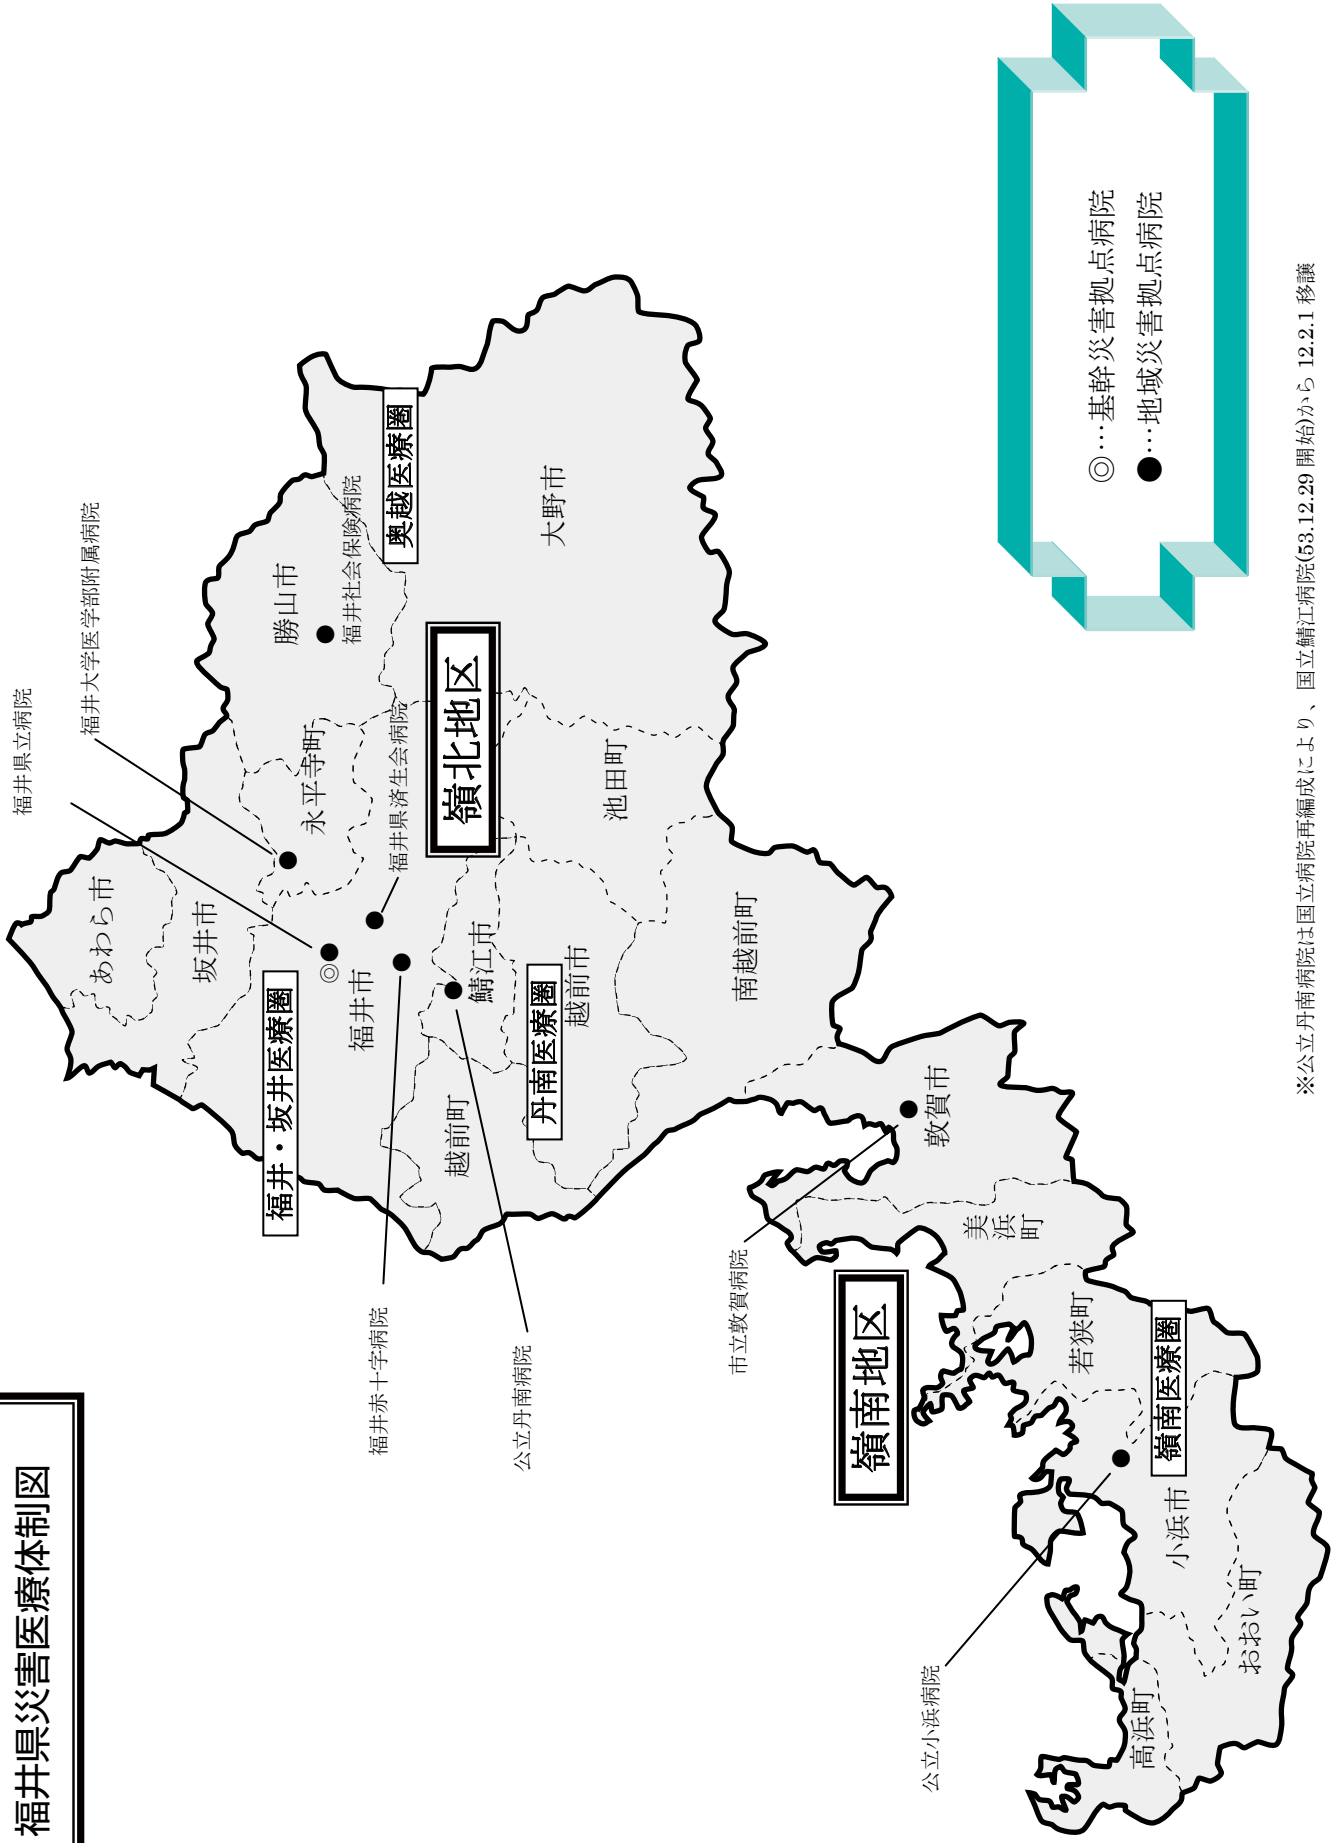 福井県災害医療体制図
福井県立病院
福井大学医学部附属病院
あわら市
坂井市
永平寺町
勝山市
福井社会保険病院
奥越医療圏
大野市
福井・坂井医療圏
◎
福井市
福井県済生会病院
嶺北地区
鯖江市
池田町
越前町
丹南医療圏
越前市
南越前町
福井赤十字病院
公立丹南病院
市立敦賀病院
敦賀市
美浜町
嶺南地区
若狭町
嶺南医療圏
小浜市
おおい町
高浜町
公立小浜病院
◎…基幹災害拠点病院
●…地域災害拠点病院
※公立丹南病院は国立病院再編成により、国立鯖江病院(53.12.29 開始)から 12.2.1 移譲